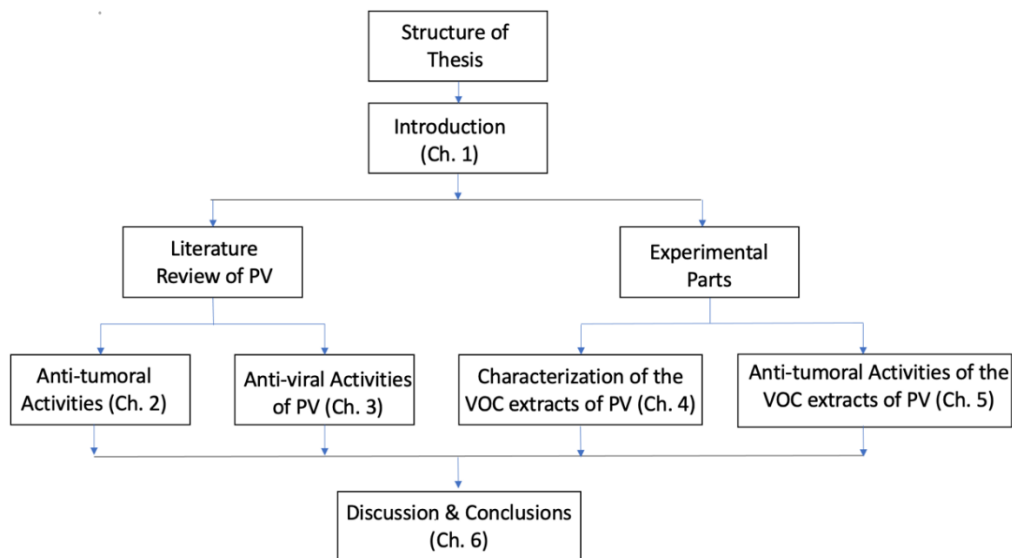 Structure of
Thesis
Introduction
(Ch. 1)
Literature
Review of PV
Experimental
Parts
Anti-tumoral
Activities (Ch. 2)
Anti-viral Activities
of PV (Ch. 3)
Characterization of the
VOC extracts of PV (Ch. 4)
Anti-tumoral Activities of the
VOC extracts of PV (Ch. 5)
Discussion & Conclusions
(Ch. 6)